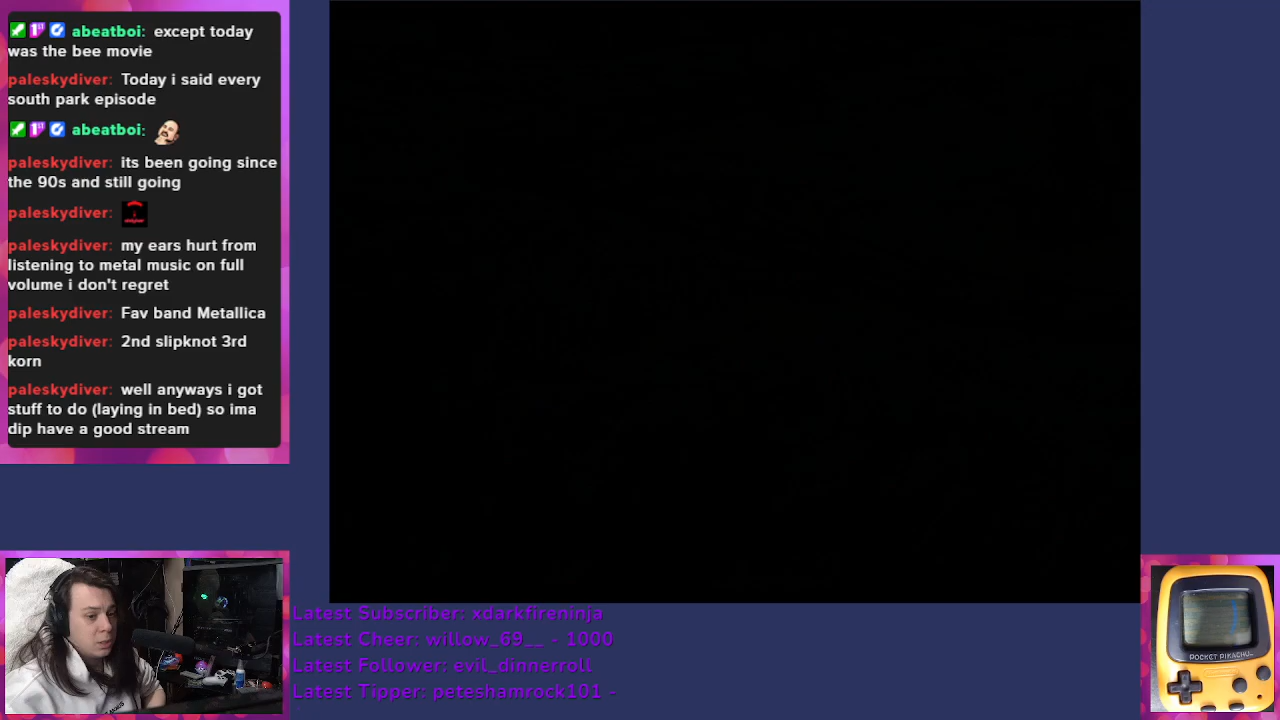 abeatboi: except today
was the bee movie
paleskydiver: Today i said every
south park episode
abeatboi:
paleskydiver: its been going since
the 90s and still going
paleskydiver:
paleskydiver: my ears hurt from
listening to metal music on full
volume i don't regret
paleskydiver: Fav band Metallica
paleskydiver: 2nd slipknot 3rd
korn
paleskydiver: well anyways i got
stuff to do (laying in bed) so ima
dip have a good stream
Latest Subscriber: xdarkfireninja
Latest Cheer: willow_69__ - 1000
Latest Follower: evil_dinnerroll
Latest Tipper: peteshamrock101 -
POCKET PIKACHU